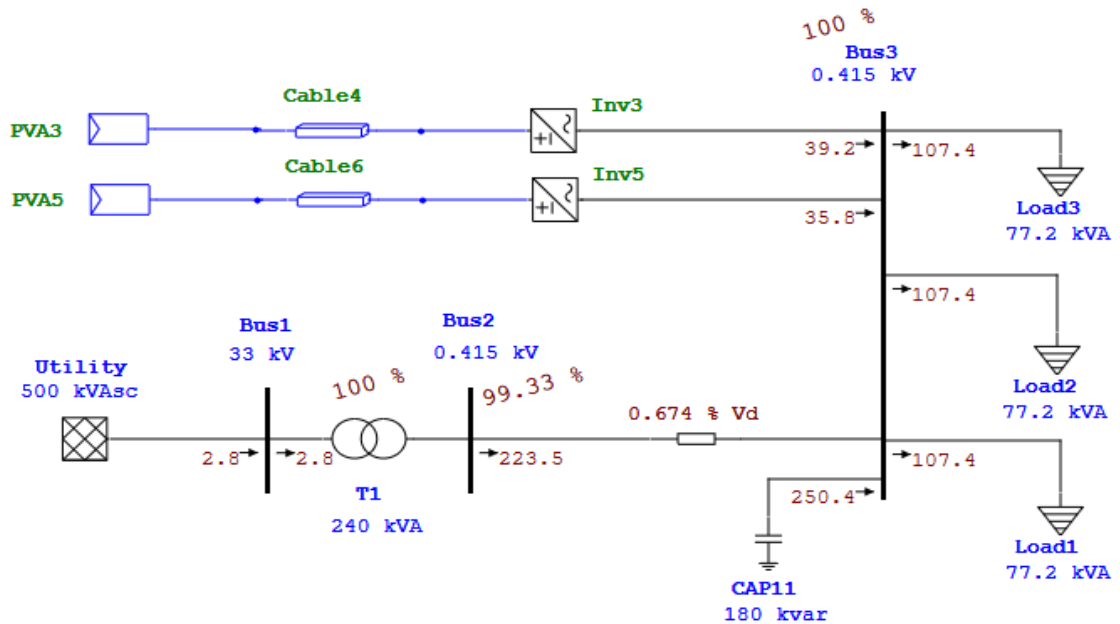 100 %
Bus3
0.415 kV
Cable4
Inv3
PVA3
39.2
107.4
Cable6
Inv5
PVA5
35.8
Load3
77.2 kVA
107.4
Bus1
Bus2
33 kV
0.415 kV
Utility
500 kVAsc
100 %
99.33 %
Load2
77.2 kVA
0.674 % Vd
2.8
2.8
223.5
107.4
T1
240 kVA
250.4
Load1
77.2 kVA
CAP11
180 kvar